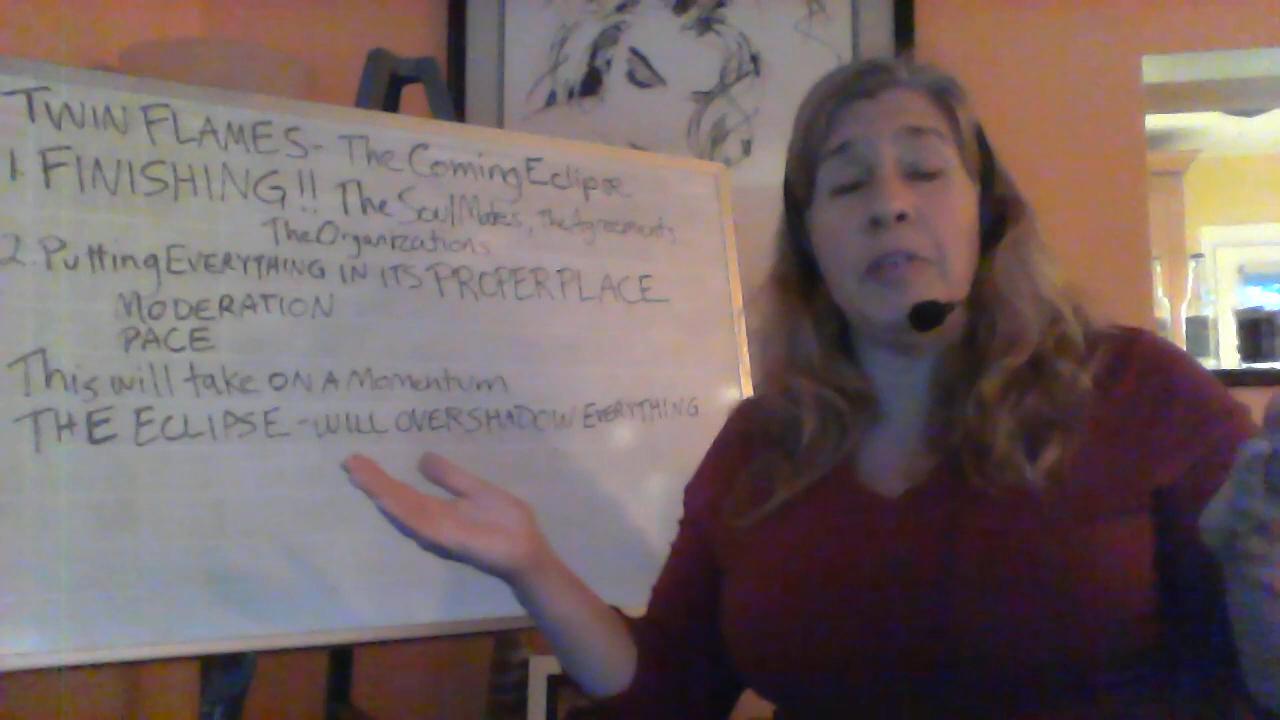 TWIN FLAMES - The Coming Eclipse
1. FINISHING!! The Soul Mates, The Agreements,
The Organizations
2. Putting EVERYTHING IN ITS PROPER PLACE
MODERATION
PACE
This will take ON A Momentum
THE ECLIPSE - WILL OVERSHADOW EVERYTHING